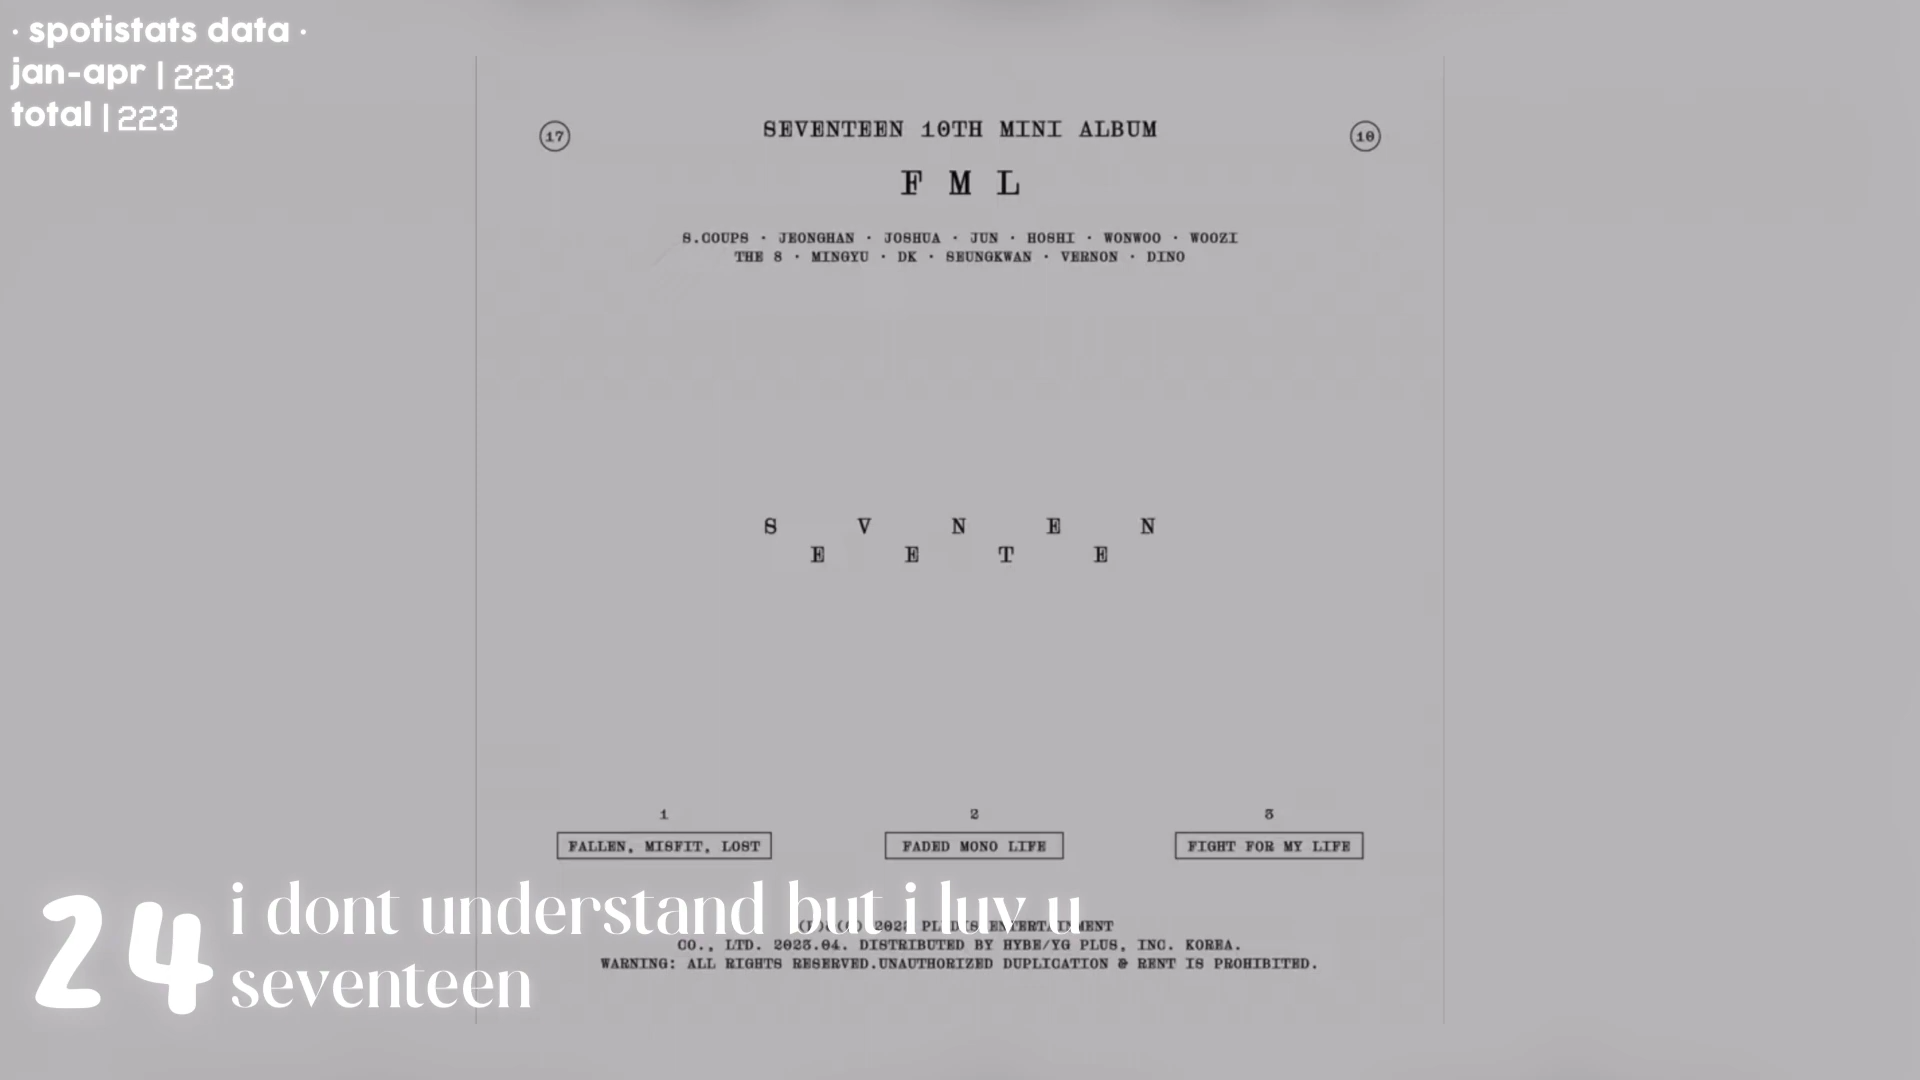 · spotistats data ·
jan-apr | 223
total | 223
17
SEVENTEEN 10TH MINI ALBUM
10
F M L
S.COUPS · JEONGHAN · JOSHUA · JUN · HOSHI · WONWOO · WOOZI
THE 8 · MINGYU · DK · SEUNGKWAN · VERNON · DINO
S E V E N T E E N
1
2
3
FALLEN, MISFIT, LOST
FADED MONO LIFE
FIGHT FOR MY LIFE
24
i dont understand but i luv u
seventeen
2023 PLEDIS ENTERTAINMENT
CO., LTD. 2023.04. DISTRIBUTED BY HYBE/YG PLUS, INC. KOREA.
WARNING: ALL RIGHTS RESERVED.UNAUTHORIZED DUPLICATION & RENT IS PROHIBITED.